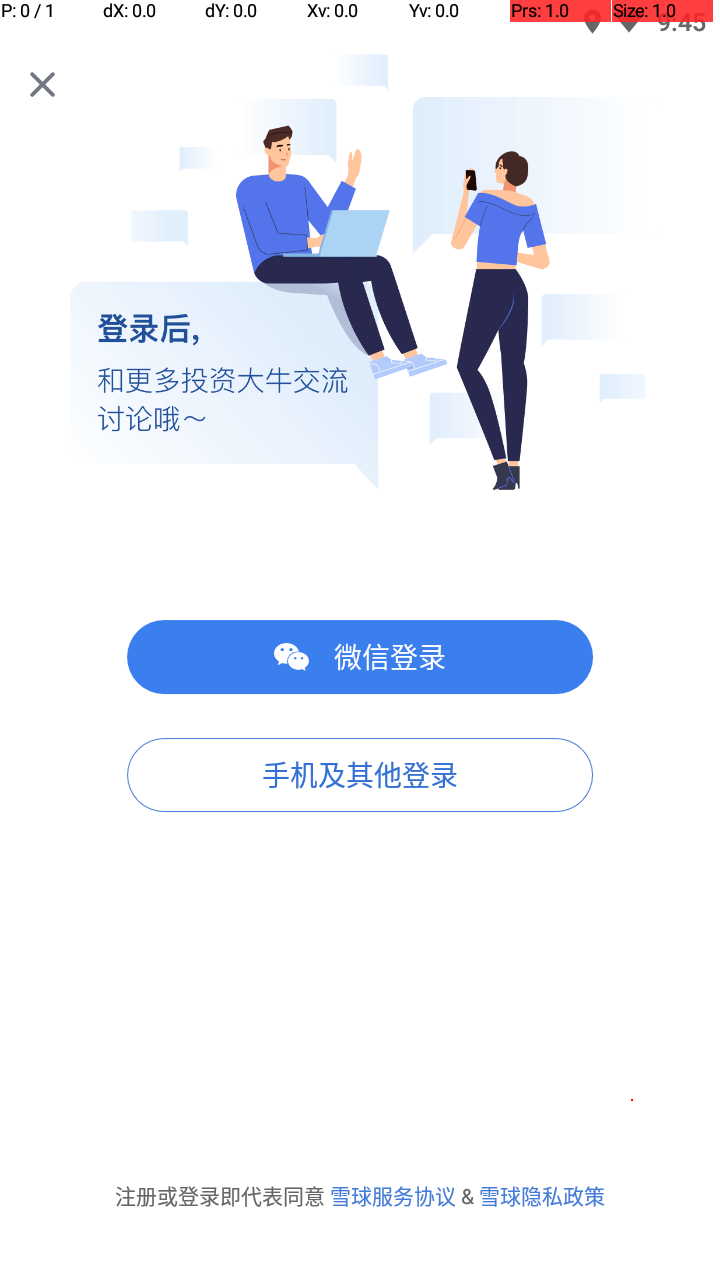 P: 0 / 1 dX: 0.0 dY: 0.0 Xv: 0.0 Yv: 0.0 Prs: 1.0 Size: 1.0
9:45
登录后,
和更多投资大牛交流
讨论哦～
微信登录
手机及其他登录
注册或登录即代表同意 雪球服务协议 & 雪球隐私政策